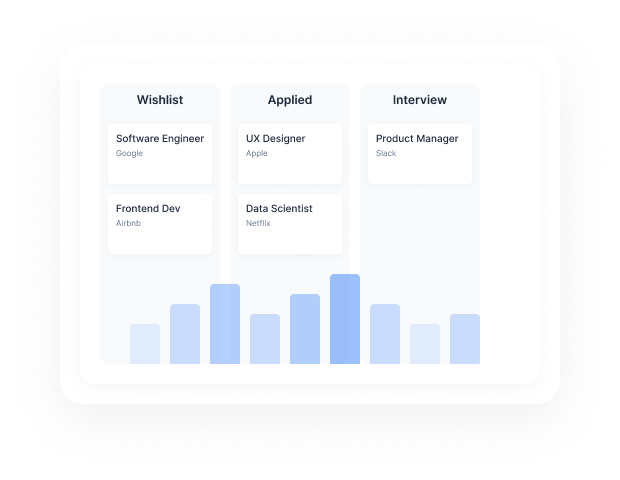 Wishlist
Software Engineer
Google
Frontend Dev
Airbnb
Applied
UX Designer
Apple
Data Scientist
Netflix
Interview
Product Manager
Slack